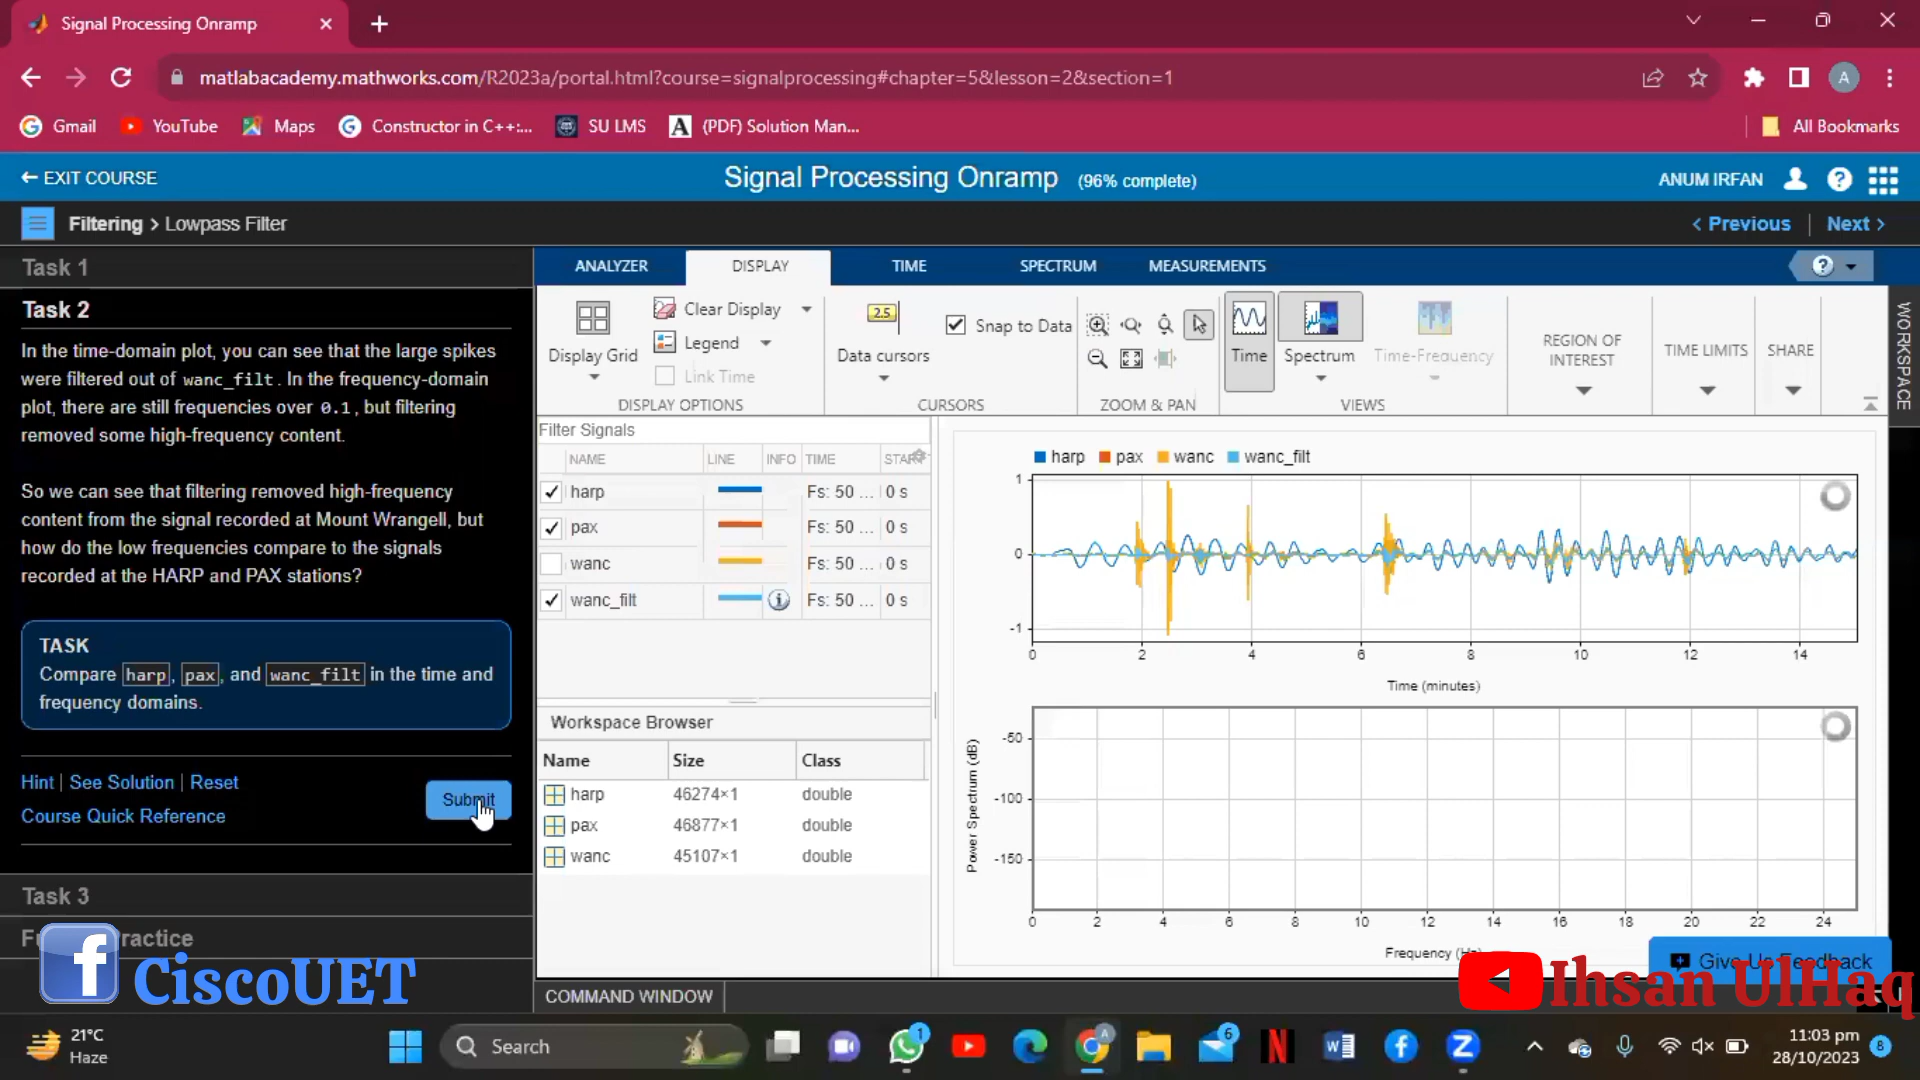 Signal Processing Onramp
matlabacademy.mathworks.com/R2023a/portal.html?course=signalprocessing#chapter=5&lesson=2&section=1
A
Gmail YouTube Maps Constructor in C++:... SU LMS (PDF) Solution Man... All Bookmarks
EXIT COURSE Signal Processing Onramp (96% complete) ANUM IRFAN
Filtering > Lowpass Filter < Previous | Next >
Task 1
Task 2
In the time-domain plot, you can see that the large spikes
were filtered out of wanc_filt. In the frequency-domain
plot, there are still frequencies over 0.1, but filtering
removed some high-frequency content.
So we can see that filtering removed high-frequency
content from the signal recorded at Mount Wrangell, but
how do the low frequencies compare to the signals
recorded at the HARP and PAX stations?
TASK
Compare harp, pax, and wanc_filt in the time and
frequency domains.
Hint | See Solution | Reset
Submit
Course Quick Reference
Task 3
ractice
ANALYZER DISPLAY TIME SPECTRUM MEASUREMENTS
Display Grid
Clear Display
Legend
Link Time
DISPLAY OPTIONS
2.5
Data cursors
Snap to Data
CURSORS
ZOOM & PAN
Time Spectrum Time-Frequency
VIEWS
REGION OF
INTEREST
TIME LIMITS
SHARE
WORKSPACE
Filter Signals
NAME LINE INFO TIME START
harp Fs: 50 ... 0 s
pax Fs: 50 ... 0 s
wanc Fs: 50 ... 0 s
wanc_filt Fs: 50 ... 0 s
Workspace Browser
Name Size Class
harp 46274×1 double
pax 46877×1 double
wanc 45107×1 double
harp pax wanc wanc_filt
1
0
-1
0 2 4 6 8 10 12 14
Time (minutes)
Power Spectrum (dB)
-50
-100
-150
0 2 4 6 8 10 12 14 16 18 20 22 24
Frequency
Give Us Feedback
COMMAND WINDOW
f CiscoUET
Ihsan UlHaq
21°C
Haze
Search
1
A
6
11:03 pm
28/10/2023
8